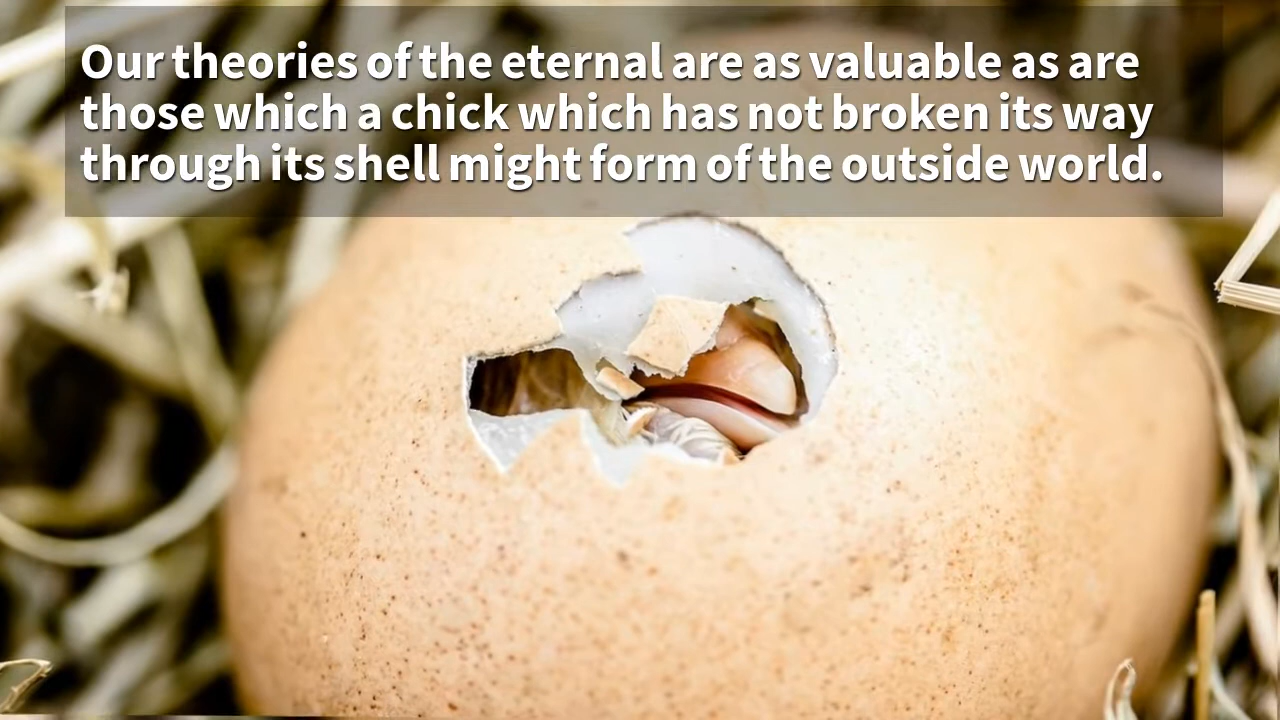 Our theories of the eternal are as valuable as are
those which a chick which has not broken its way
through its shell might form of the outside world.